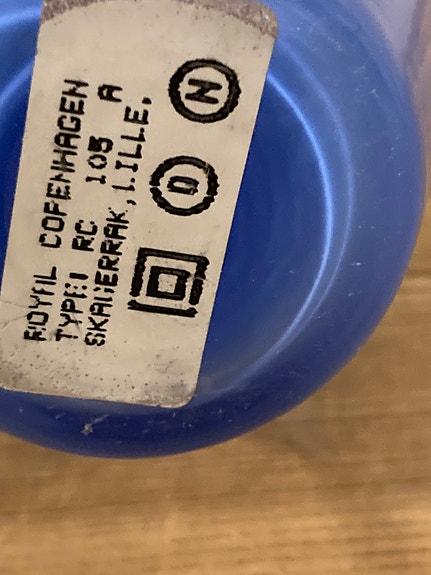 ROYAL COPENHAGEN
TYPE: RC 105 A
SKAGERRAK, LILLE,
D N